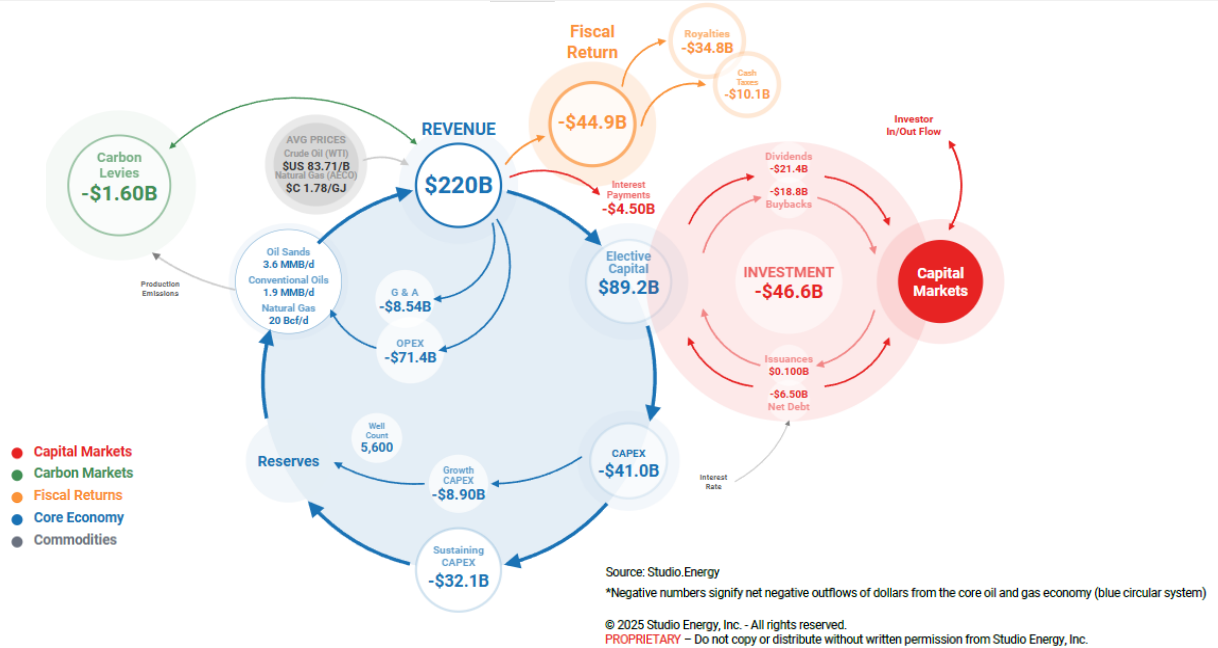 Fiscal
Return
Royalties
-$34.8B
Cash
Taxes
-$10.1B
-$44.9B
REVENUE
$220B
AVG PRICES
Crude Oil (WTI)
$US 83.71/B
Natural Gas (AECO)
$C 1.78/GJ
Carbon
Levies
-$1.60B
Interest
Payments
-$4.50B
Investor
In/Out Flow
Dividends
-$21.4B
-$18.8B
Buybacks
Oil Sands
3.6 MMB/d
Conventional Oils
1.9 MMB/d
Natural Gas
20 Bcf/d
Production
Emissions
G & A
-$8.54B
OPEX
-$71.4B
Elective
Capital
$89.2B
INVESTMENT
-$46.6B
Capital
Markets
Issuances
$0.100B
-$6.50B
Net Debt
Well
Count
5,600
Reserves
Growth
CAPEX
-$8.90B
CAPEX
-$41.0B
Interest
Rate
Sustaining
CAPEX
-$32.1B
Capital Markets
Carbon Markets
Fiscal Returns
Core Economy
Commodities
Source: Studio.Energy
*Negative numbers signify net negative outflows of dollars from the core oil and gas economy (blue circular system)
© 2025 Studio Energy, Inc. - All rights reserved.
PROPRIETARY – Do not copy or distribute without written permission from Studio Energy, Inc.